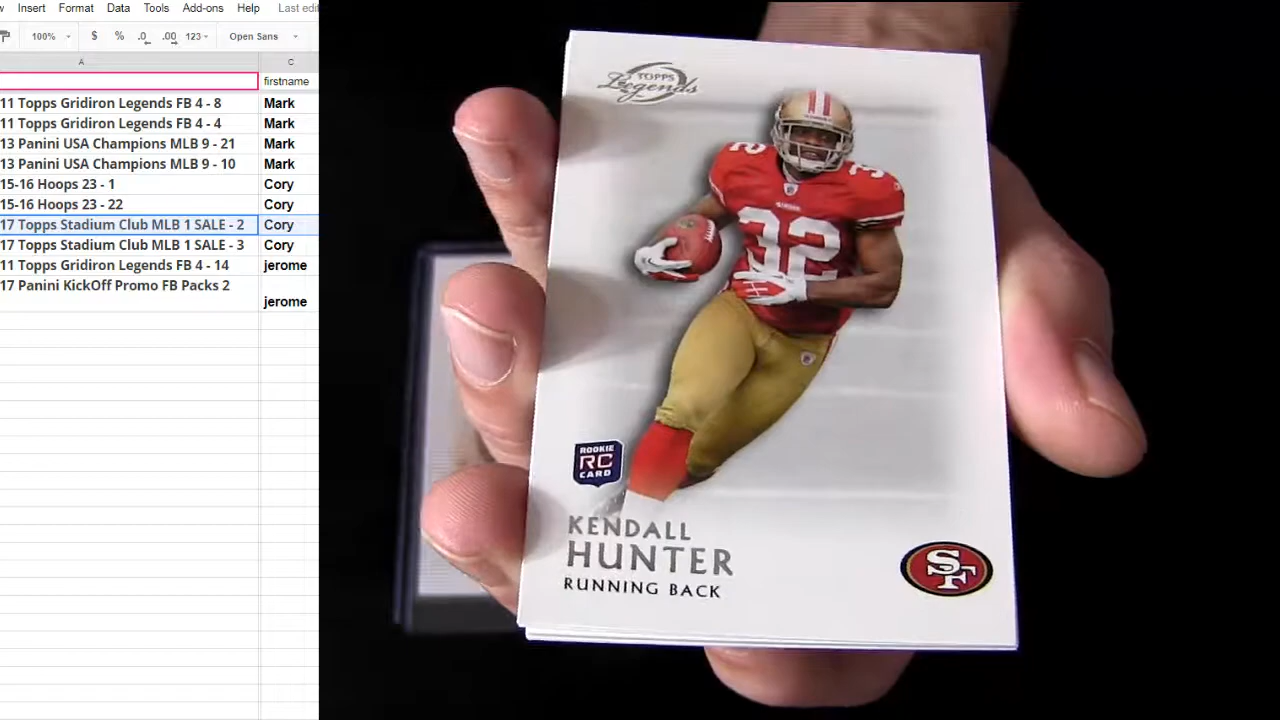 Insert Format Data Tools Add-ons Help Last edi
100% $ % .0 .00 123 Open Sans
A C
firstname
11 Topps Gridiron Legends FB 4 - 8 Mark
11 Topps Gridiron Legends FB 4 - 4 Mark
13 Panini USA Champions MLB 9 - 21 Mark
13 Panini USA Champions MLB 9 - 10 Mark
15-16 Hoops 23 - 1 Cory
15-16 Hoops 23 - 22 Cory
17 Topps Stadium Club MLB 1 SALE - 2 Cory
17 Topps Stadium Club MLB 1 SALE - 3 Cory
11 Topps Gridiron Legends FB 4 - 14 jerome
17 Panini KickOff Promo FB Packs 2
jerome
TOPPS
Legends
32
32
32
ROOKIE
RC
CARD
KENDALL
HUNTER
RUNNING BACK
SF